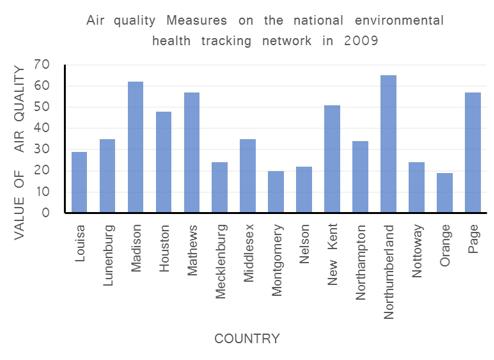 Air quality Measures on the national environmental
health tracking network in 2009
VALUE OF AIR QUALITY
70
60
50
40
30
20
10
0
Louisa
Lunenburg
Madison
Houston
Mathews
Mecklenburg
Middlesex
Montgomery
Nelson
New Kent
Northampton
Northumberland
Nottoway
Orange
Page
COUNTRY